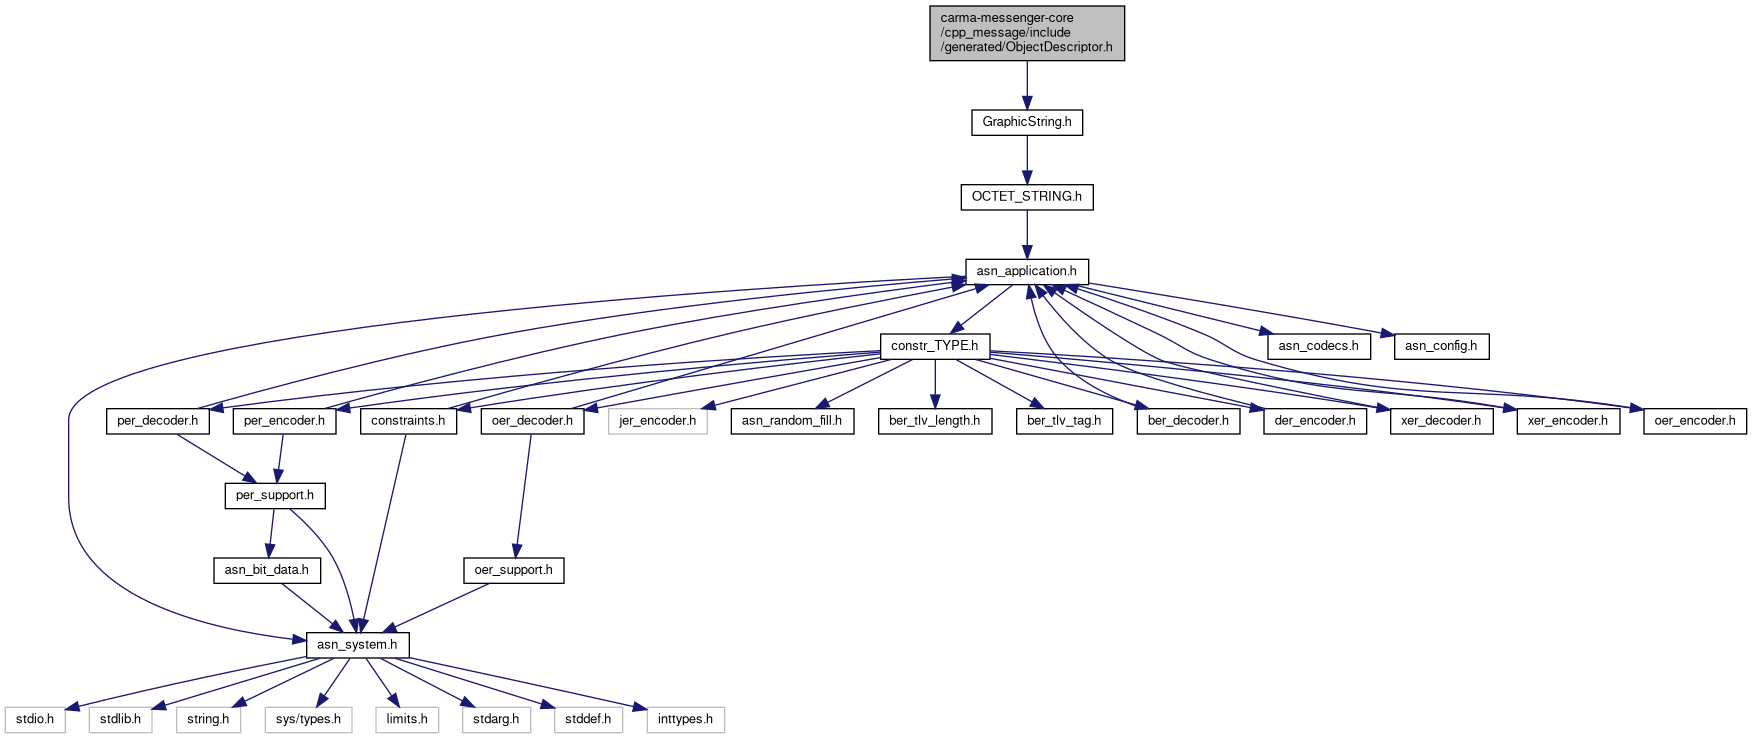 carma-messenger-core
/cpp_message/include
/generated/ObjectDescriptor.h
GraphicString.h
OCTET_STRING.h
asn_application.h
constr_TYPE.h
asn_codecs.h
asn_config.h
per_decoder.h
per_encoder.h
constraints.h
oer_decoder.h
jer_encoder.h
asn_random_fill.h
ber_tlv_length.h
ber_tlv_tag.h
ber_decoder.h
der_encoder.h
xer_decoder.h
xer_encoder.h
oer_encoder.h
per_support.h
asn_bit_data.h
oer_support.h
asn_system.h
stdio.h
stdlib.h
string.h
sys/types.h
limits.h
stdarg.h
stddef.h
inttypes.h